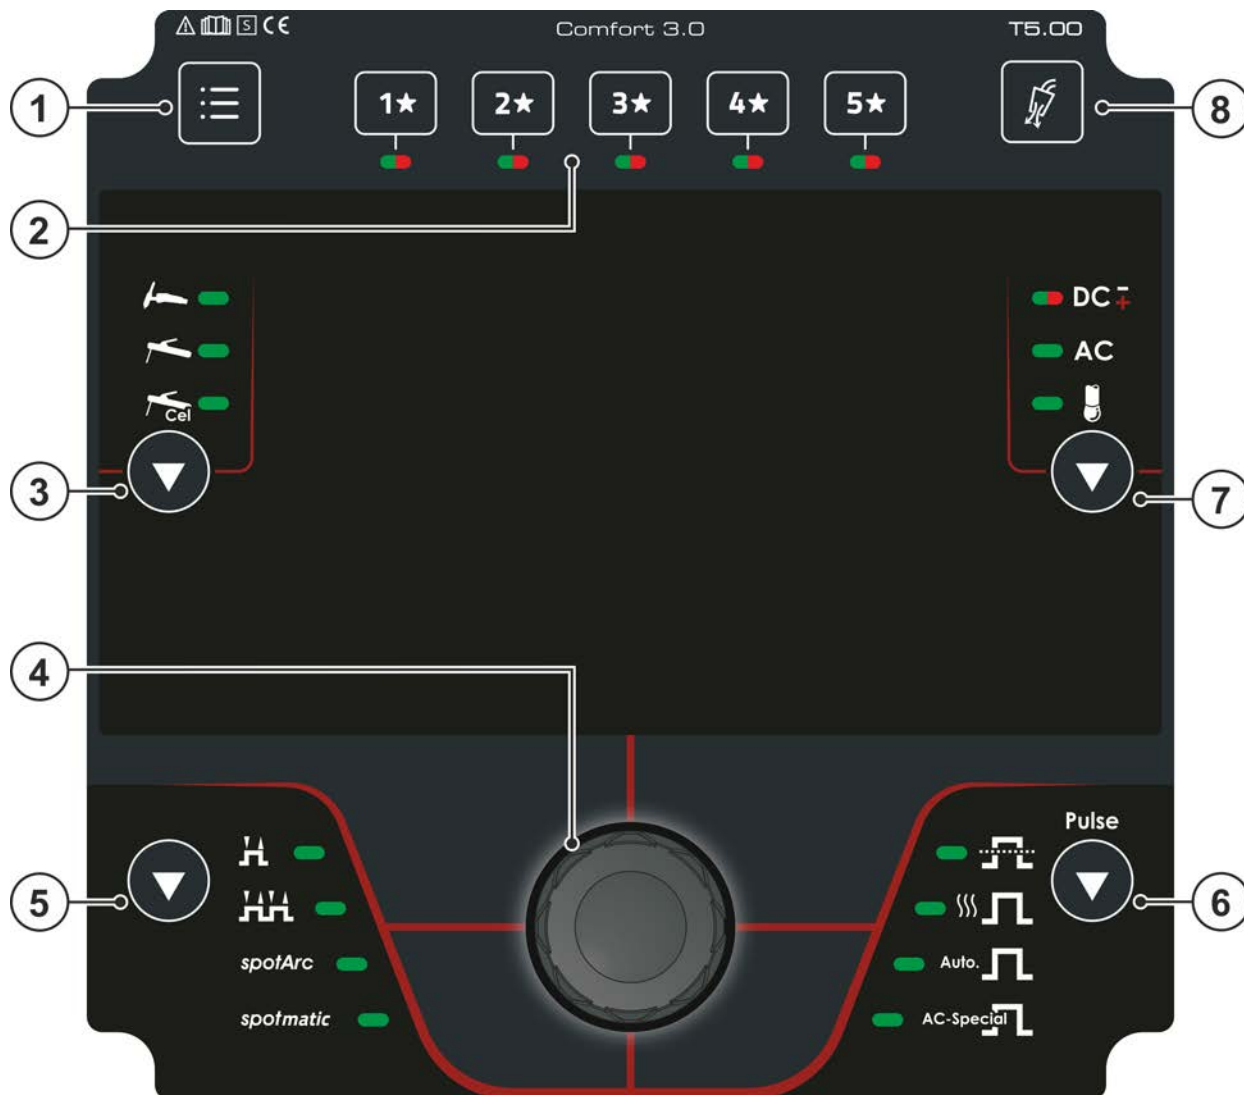 S CE Comfort 3.0 T5.00
1 1★ 2★ 3★ 4★ 5★ 8
2
DC - +
AC
Cel
3 7
4
Pulse
5 6
spotArc Auto.
spotmatic AC-Special